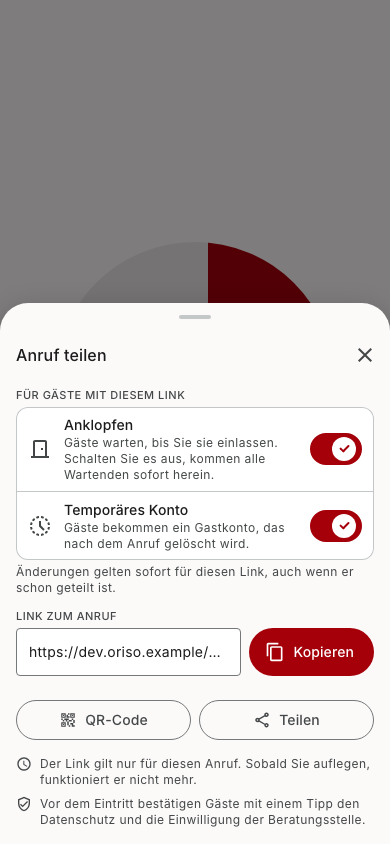 Anruf teilen
FÜR GÄSTE MIT DIESEM LINK
Anklopfen
Gäste warten, bis Sie sie einlassen.
Schalten Sie es aus, kommen alle
Wartenden sofort herein.
Temporäres Konto
Gäste bekommen ein Gastkonto, das
nach dem Anruf gelöscht wird.
Änderungen gelten sofort für diesen Link, auch wenn er
schon geteilt ist.
LINK ZUM ANRUF
https://dev.oriso.example/...
Kopieren
QR-Code
Teilen
Der Link gilt nur für diesen Anruf. Sobald Sie auflegen,
funktioniert er nicht mehr.
Vor dem Eintritt bestätigen Gäste mit einem Tipp den
Datenschutz und die Einwilligung der Beratungsstelle.